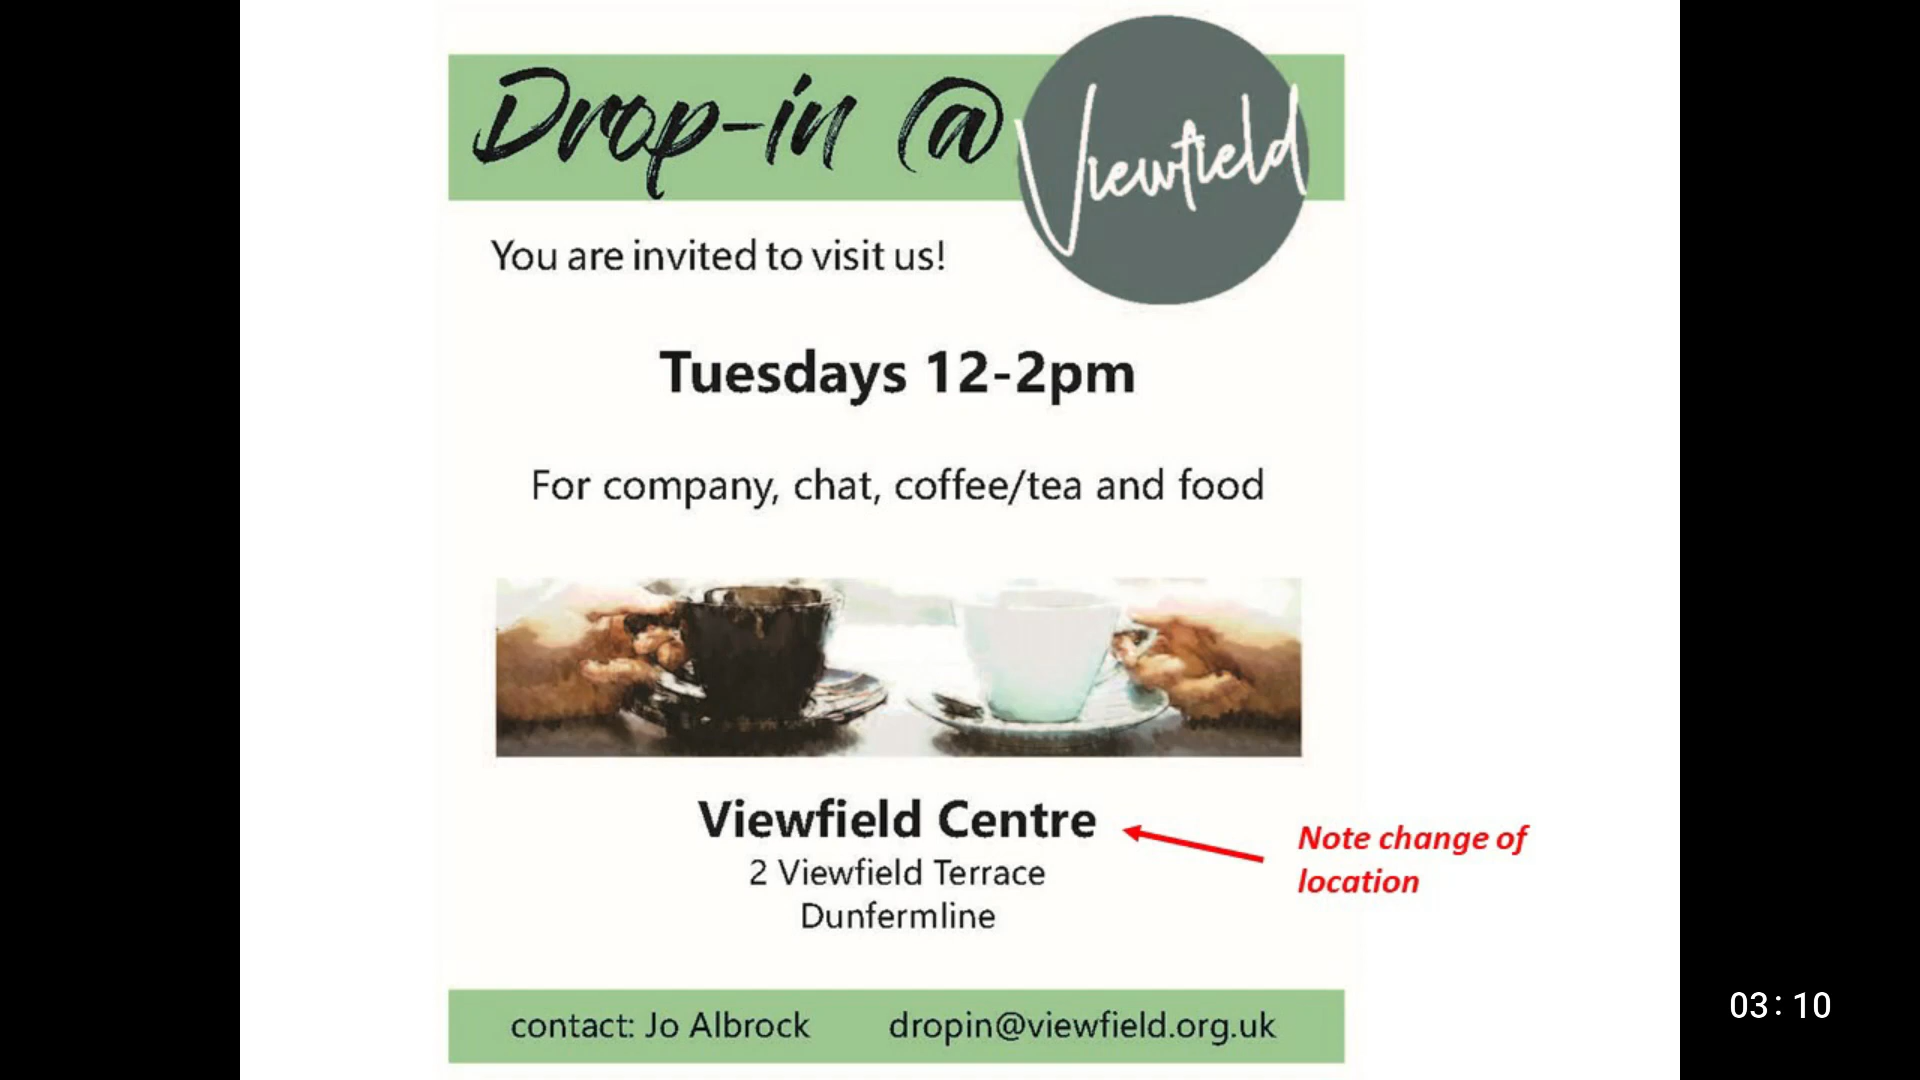 Drop-in @ Viewfield
You are invited to visit us!
Tuesdays 12-2pm
For company, chat, coffee/tea and food
Viewfield Centre
2 Viewfield Terrace
Dunfermline
Note change of
location
contact: Jo Albrock dropin@viewfield.org.uk
03:10